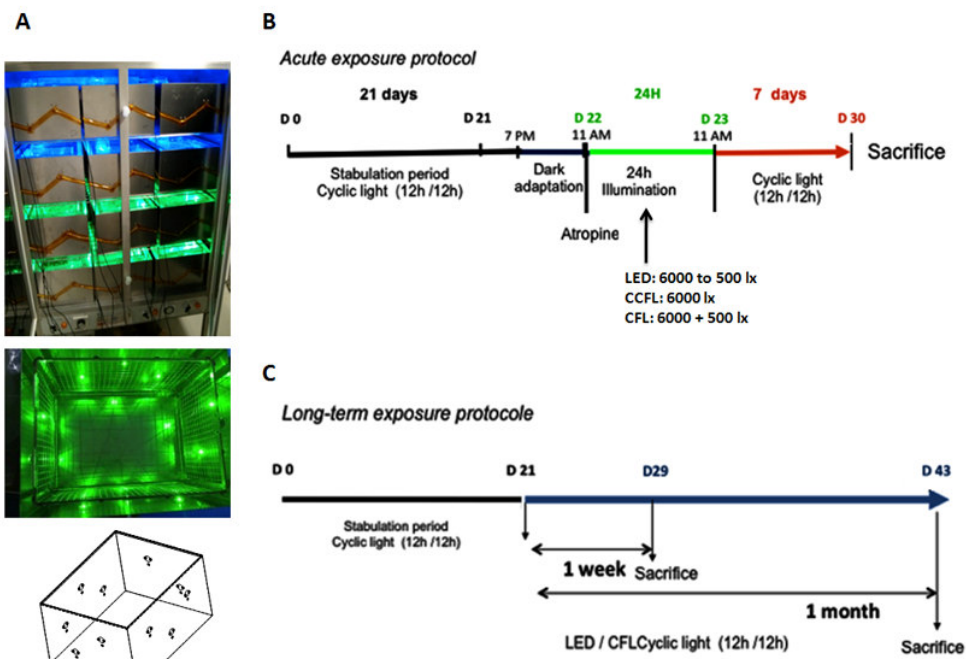 A
B
Acute exposure protocol
21 days
24H
7 days
D 0
D 21
D 22
D 23
D 30
7 PM
11 AM
11 AM
Sacrifice
Stabulation period
Cyclic light (12h /12h)
Dark
adaptation
24h
Illumination
Cyclic light
(12h /12h)
Atropine
LED: 6000 to 500 lx
CCFL: 6000 lx
CFL: 6000 + 500 lx
C
Long-term exposure protocole
D 0
D 21
D29
D 43
Stabulation period
Cyclic light (12h /12h)
1 week
Sacrifice
1 month
LED / CFLCyclic light (12h /12h)
Sacrifice